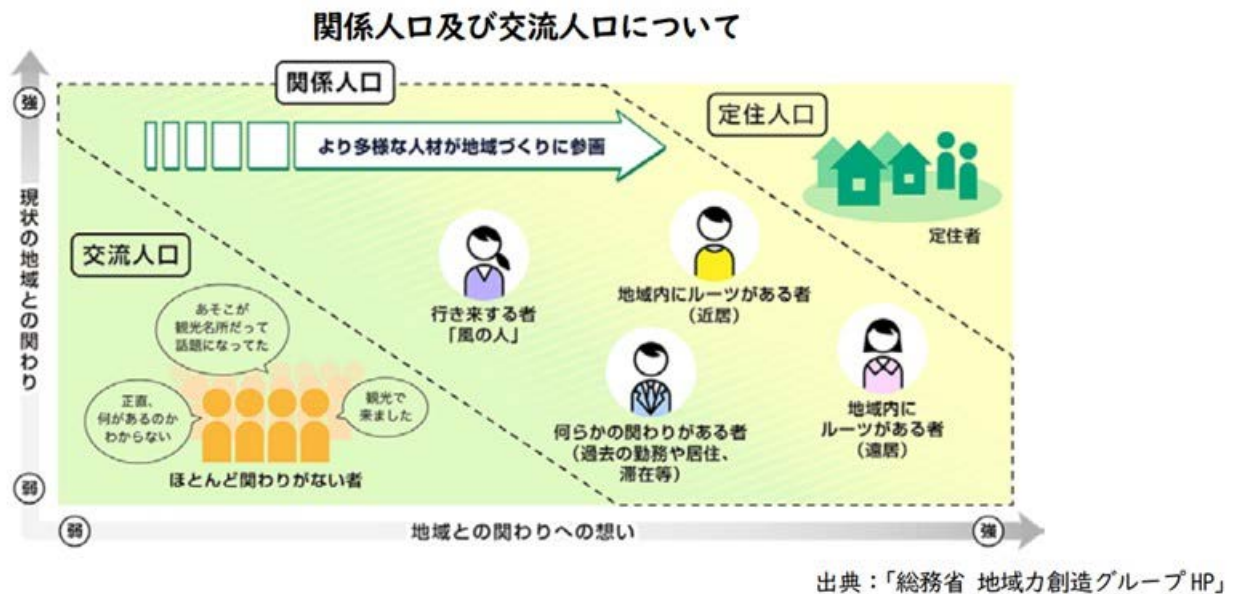 関係人口及び交流人口について
強
関係人口
定住人口
より多様な人材が地域づくりに参画
定住者
現状の地域との関わり
交流人口
あそこが
観光名所だって
話題になってた
正直、
何があるのか
わからない
観光で
来ました
ほとんど関わりがない者
行き来する者
「風の人」
地域内にルーツがある者
（近居）
何らかの関わりがある者
（過去の勤務や居住、
滞在等）
地域内に
ルーツがある者
（遠居）
弱
弱
地域との関わりへの想い
強
出典：「総務省 地域力創造グループHP」